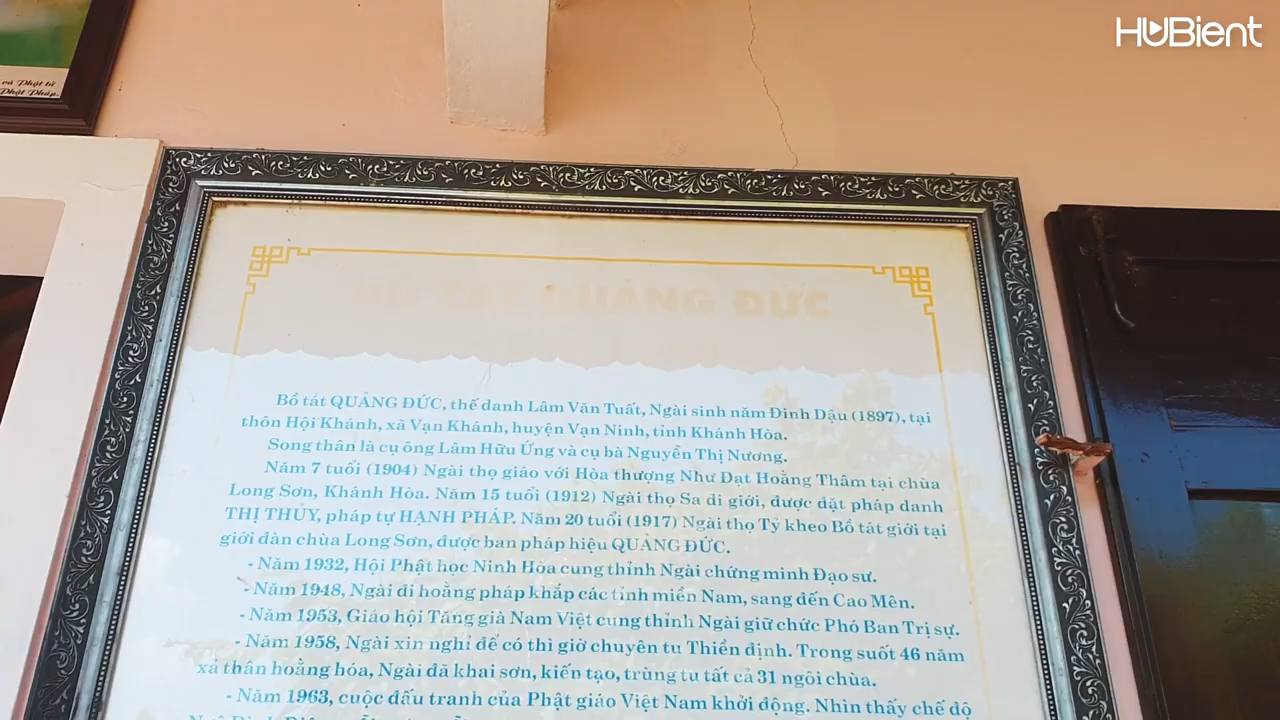 HUBient
và Phật tử
Phật Pháp.
BỒ TÁT QUẢNG ĐỨC
Bồ tát QUẢNG ĐỨC, thế danh Lâm Văn Tuất, Ngài sinh năm Đinh Dậu (1897), tại
thôn Hội Khánh, xã Vạn Khánh, huyện Vạn Ninh, tỉnh Khánh Hòa.
Song thân là cụ ông Lâm Hữu Ứng và cụ bà Nguyễn Thị Nương.
Năm 7 tuổi (1904) Ngài thọ giáo với Hòa thượng Như Đạt Hoằng Thâm tại chùa
Long Sơn, Khánh Hòa. Năm 15 tuổi (1912) Ngài thọ Sa di giới, được đặt pháp danh
THỊ THỦY, pháp tự HẠNH PHÁP. Năm 20 tuổi (1917) Ngài thọ Tỳ kheo Bồ tát giới tại
giới đàn chùa Long Sơn, được ban pháp hiệu QUẢNG ĐỨC.
- Năm 1932, Hội Phật học Ninh Hòa cung thỉnh Ngài chứng minh Đạo sư.
- Năm 1948, Ngài đi hoằng pháp khắp các tỉnh miền Nam, sang đến Cao Mên.
- Năm 1953, Giáo hội Tăng già Nam Việt cung thỉnh Ngài giữ chức Phó Ban Trị sự.
- Năm 1958, Ngài xin nghỉ để có thì giờ chuyên tu Thiền định. Trong suốt 46 năm
xả thân hoằng hóa, Ngài đã khai sơn, kiến tạo, trùng tu tất cả 31 ngôi chùa.
- Năm 1963, cuộc đấu tranh của Phật giáo Việt Nam khởi động. Nhìn thấy chế độ